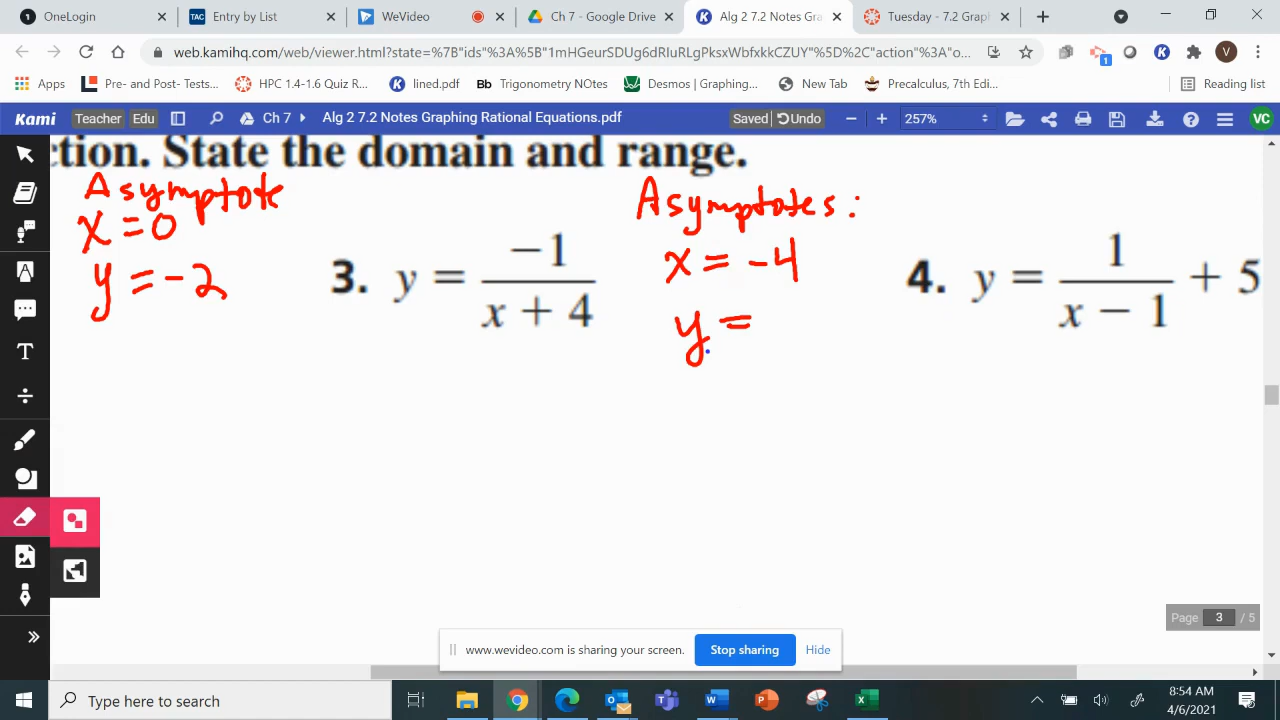 OneLogin
Entry by List
WeVideo
Ch 7 - Google Drive
Alg 2 7.2 Notes Gra
Tuesday - 7.2 Grap
web.kamihq.com/web/viewer.html?state=%7B"ids"%3A%5B"1mHGeurSDUg6dRIuRLgPksxWbfxkkCZUY"%5D%2C"action"%3A"o...
V
1
Apps
Pre- and Post- Tests...
HPC 1.4-1.6 Quiz R...
lined.pdf
Bb Trigonometry NOtes
Desmos | Graphing...
New Tab
Precalculus, 7th Edi...
Reading list
Kami
Teacher
Edu
Ch 7
Alg 2 7.2 Notes Graphing Rational Equations.pdf
Saved
Undo
257%
VC
tion. State the domain and range.
Asymptote
x = 0
y = -2
3. y = -1 / x + 4
Asymptotes:
x = -4
y =
4. y = 1 / x − 1 + 5
Page 3 / 5
www.wevideo.com is sharing your screen.
Stop sharing
Hide
Type here to search
8:54 AM
4/6/2021